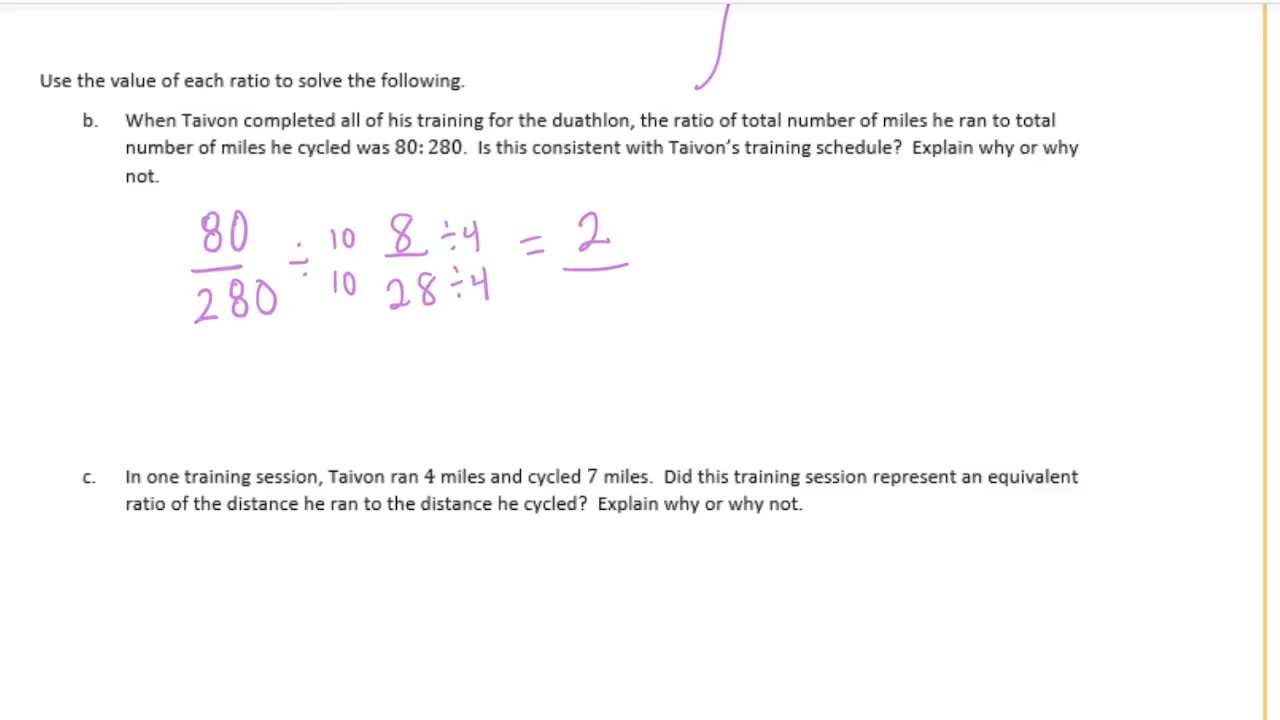 Use the value of each ratio to solve the following.
b. When Taivon completed all of his training for the duathlon, the ratio of total number of miles he ran to total
number of miles he cycled was 80: 280. Is this consistent with Taivon's training schedule? Explain why or why
not.
80 ÷ 10 8 ÷4 = 2
280 10 28 ÷4
c. In one training session, Taivon ran 4 miles and cycled 7 miles. Did this training session represent an equivalent
ratio of the distance he ran to the distance he cycled? Explain why or why not.